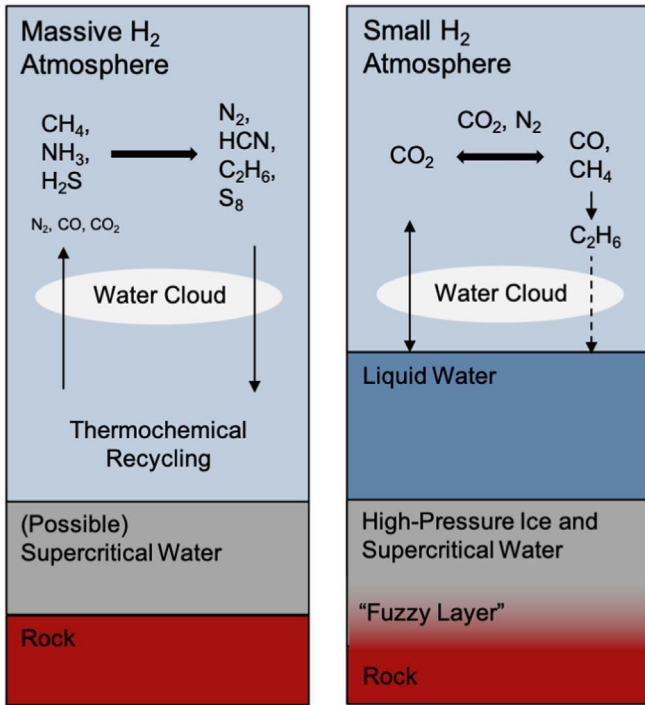 Massive H₂
Atmosphere
CH₄,
NH₃,
H₂S
N₂,
HCN,
C₂H₆,
S₈
N₂, CO, CO₂
Water Cloud
Thermochemical
Recycling
(Possible)
Supercritical Water
Rock
Small H₂
Atmosphere
CO₂, N₂
CO₂
CO,
CH₄
C₂H₆
Water Cloud
Liquid Water
High-Pressure Ice and
Supercritical Water
“Fuzzy Layer”
Rock